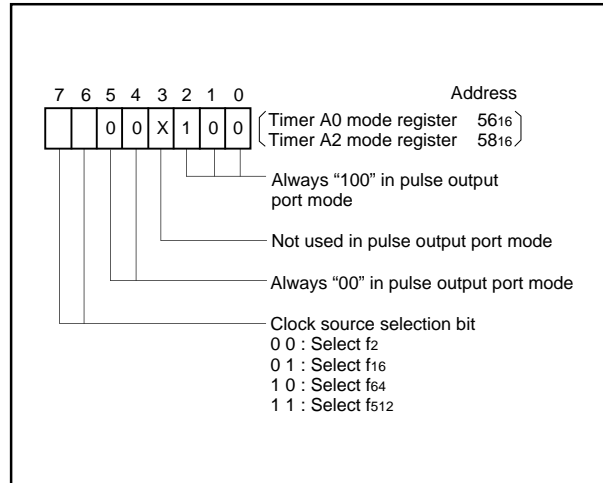 7 6 5 4 3 2 1 0 Address
0 0 X 1 0 0 Timer A0 mode register 5616
Timer A2 mode register 5816
Always “100” in pulse output
port mode
Not used in pulse output port mode
Always “00” in pulse output port mode
Clock source selection bit
0 0 : Select f2
0 1 : Select f16
1 0 : Select f64
1 1 : Select f512